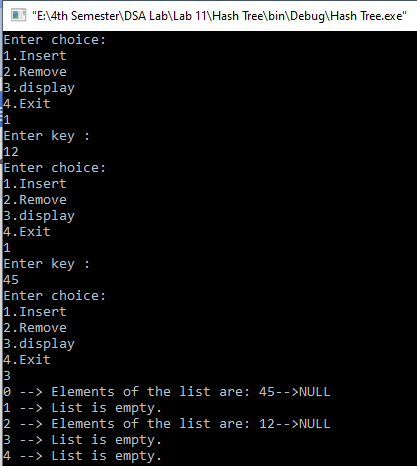 "E:\4th Semester\DSA Lab\Lab 11\Hash Tree\bin\Debug\Hash Tree.exe"
Enter choice:
1.Insert
2.Remove
3.display
4.Exit
1
Enter key :
12
Enter choice:
1.Insert
2.Remove
3.display
4.Exit
1
Enter key :
45
Enter choice:
1.Insert
2.Remove
3.display
4.Exit
3
0 --> Elements of the list are: 45-->NULL
1 --> List is empty.
2 --> Elements of the list are: 12-->NULL
3 --> List is empty.
4 --> List is empty.